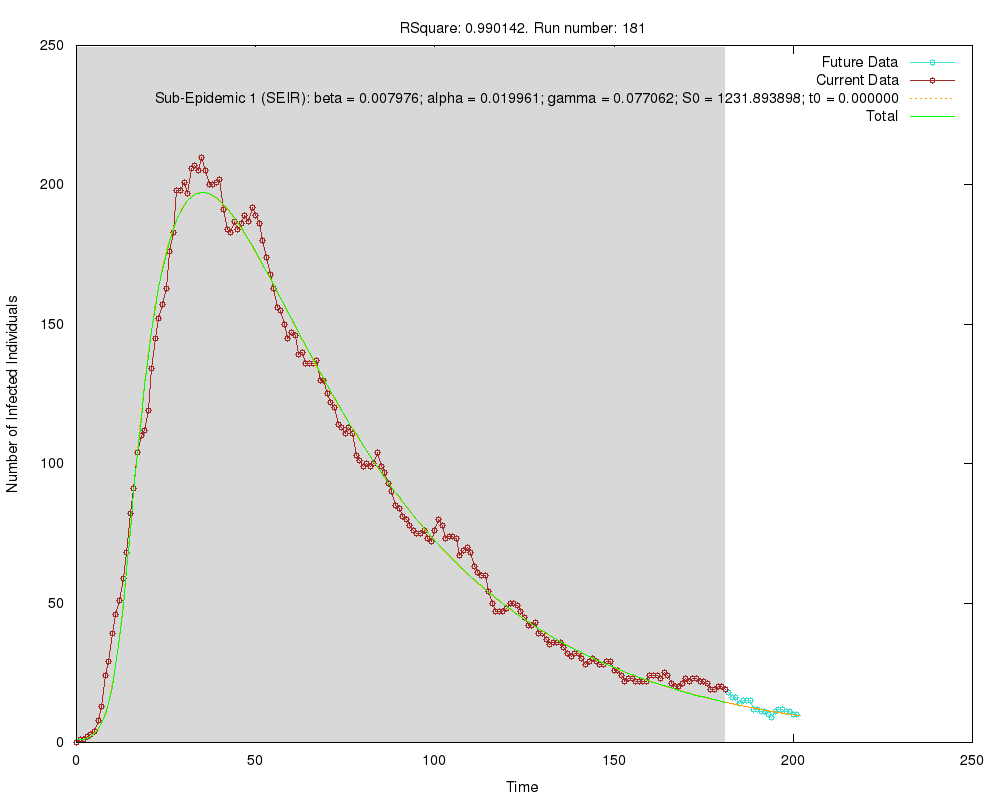 RSquare: 0.990142. Run number: 181
250
200
150
100
50
0
Number of Infected Individuals
Future Data
Current Data
Sub-Epidemic 1 (SEIR): beta = 0.007976; alpha = 0.019961; gamma = 0.077062; S0 = 1231.893898; t0 = 0.000000
Total
0 50 100 150 200 250
Time